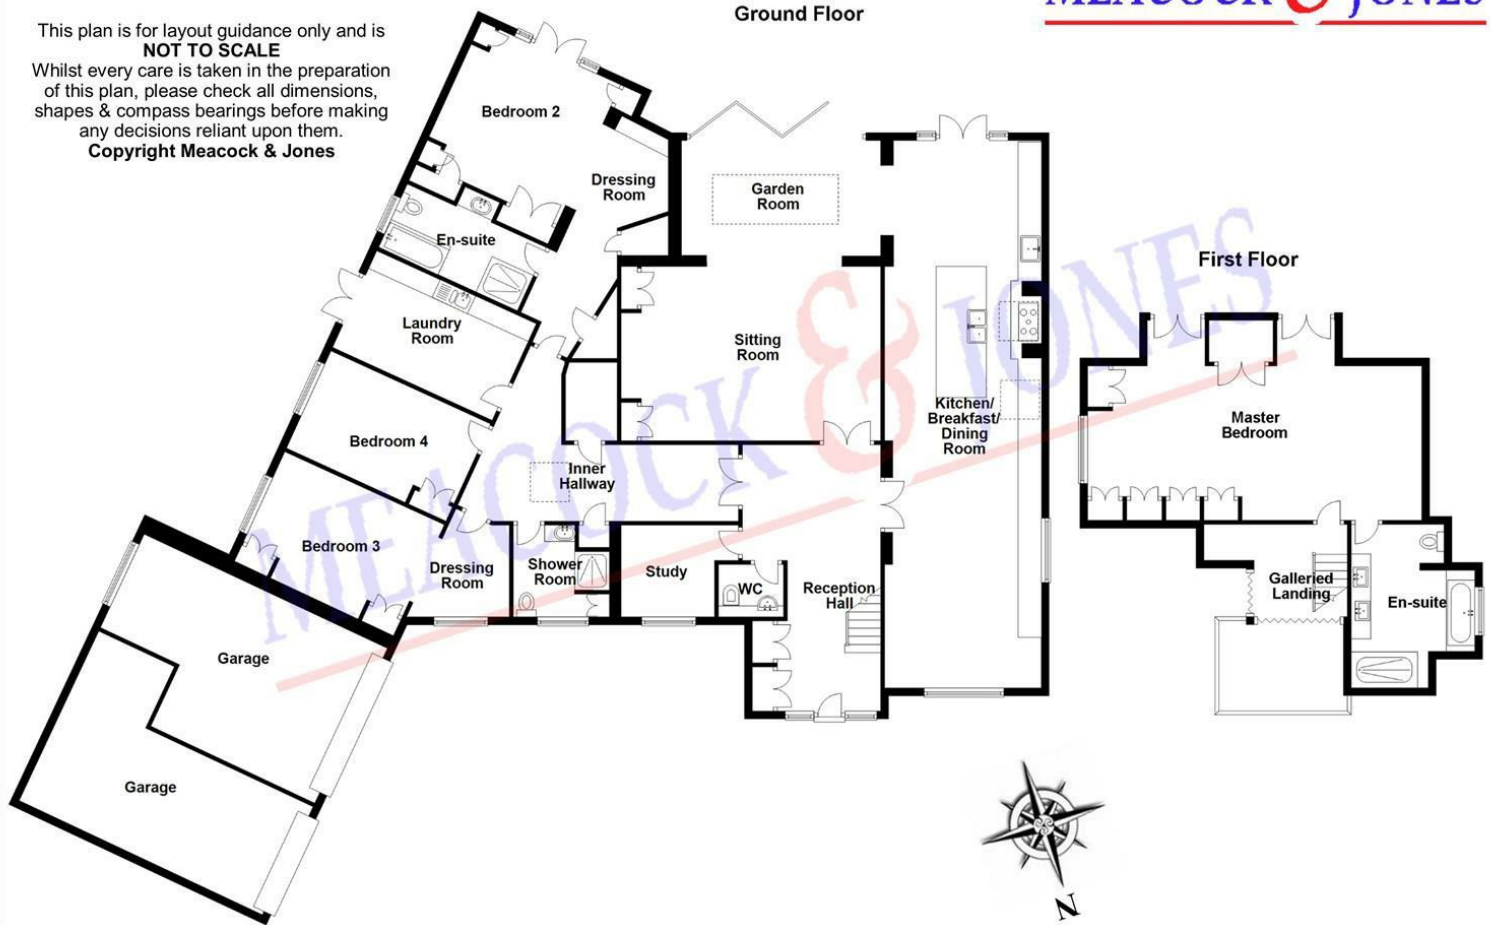 This plan is for layout guidance only and is
NOT TO SCALE
Whilst every care is taken in the preparation
of this plan, please check all dimensions,
shapes & compass bearings before making
any decisions reliant upon them.
Copyright Meacock & Jones
Ground Floor
MEACOCK & JONES
Bedroom 2
Dressing
Room
En-suite
Garden
Room
Laundry
Room
Sitting
Room
Kitchen/
Breakfast/
Dining
Room
Bedroom 4
Inner
Hallway
Bedroom 3
Dressing
Room
Shower
Room
Study
WC
Reception
Hall
Garage
Garage
First Floor
Master
Bedroom
Galleried
Landing
En-suite
N
MEACOCK & JONES